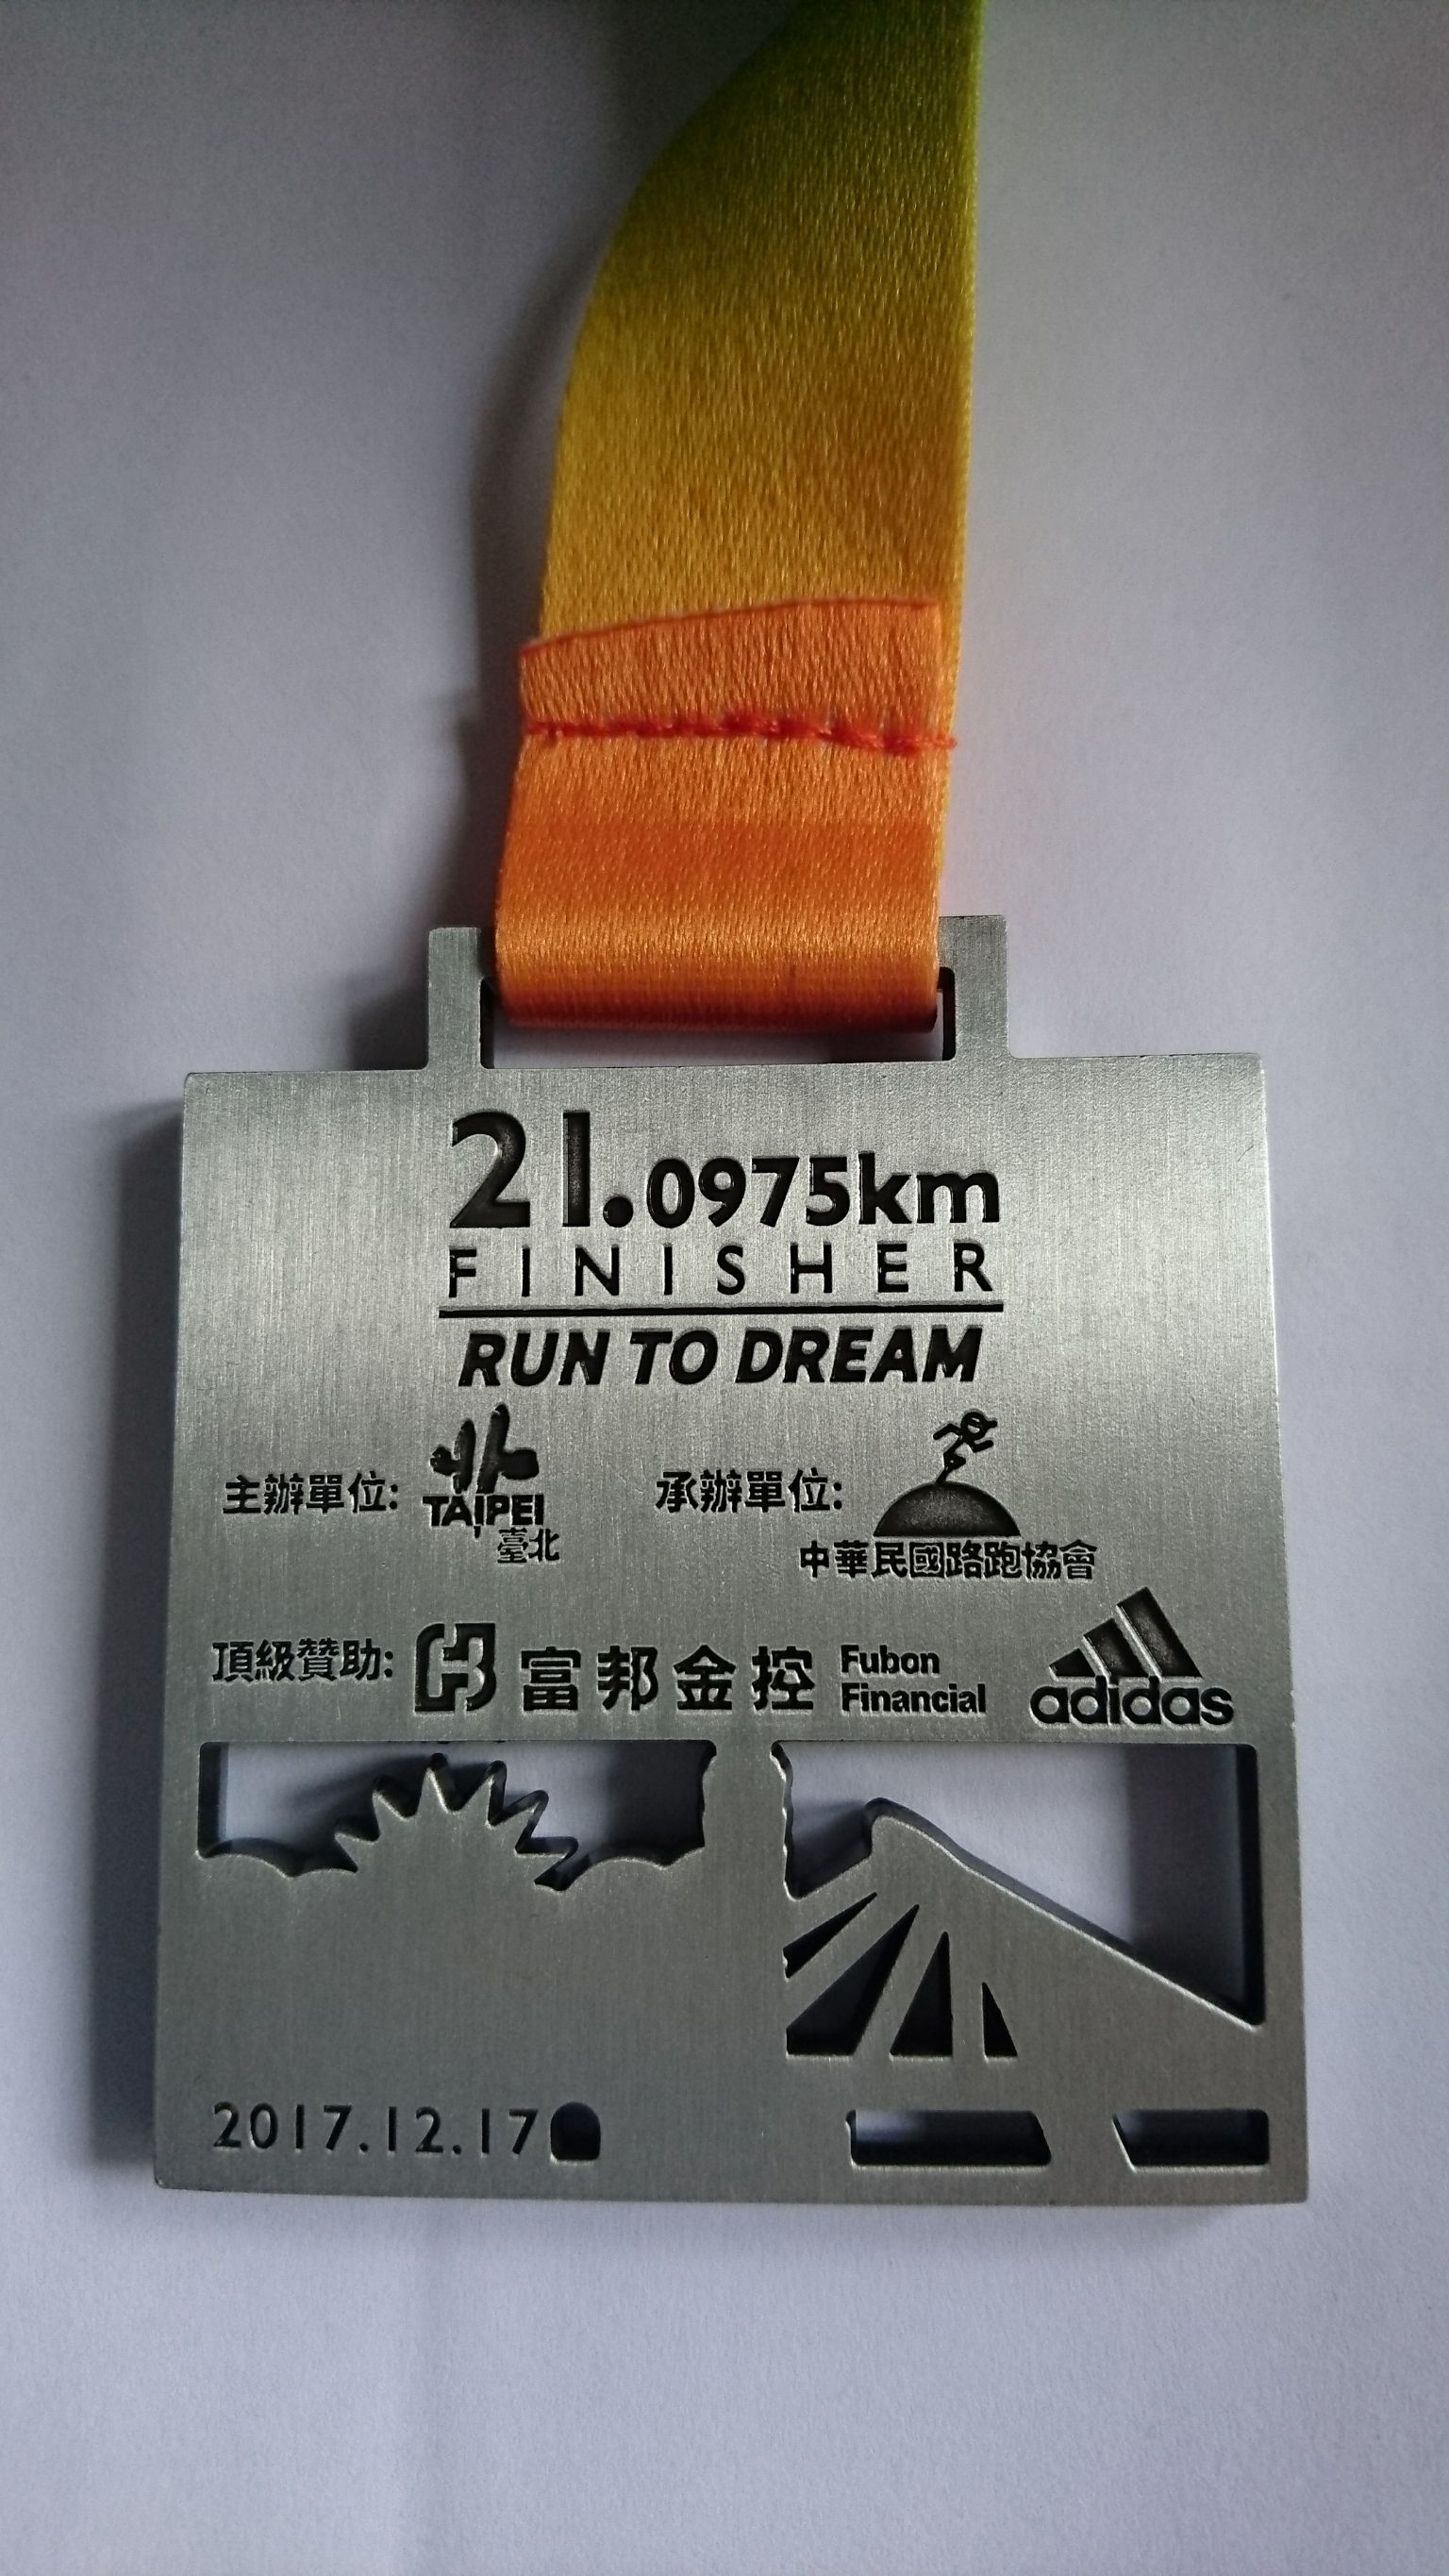 21.0975km
FINISHER
RUN TO DREAM
主辦單位: TAIPEI 臺北
承辦單位: 中華民國路跑協會
頂級贊助: 富邦金控 Fubon Financial adidas
2017.12.17